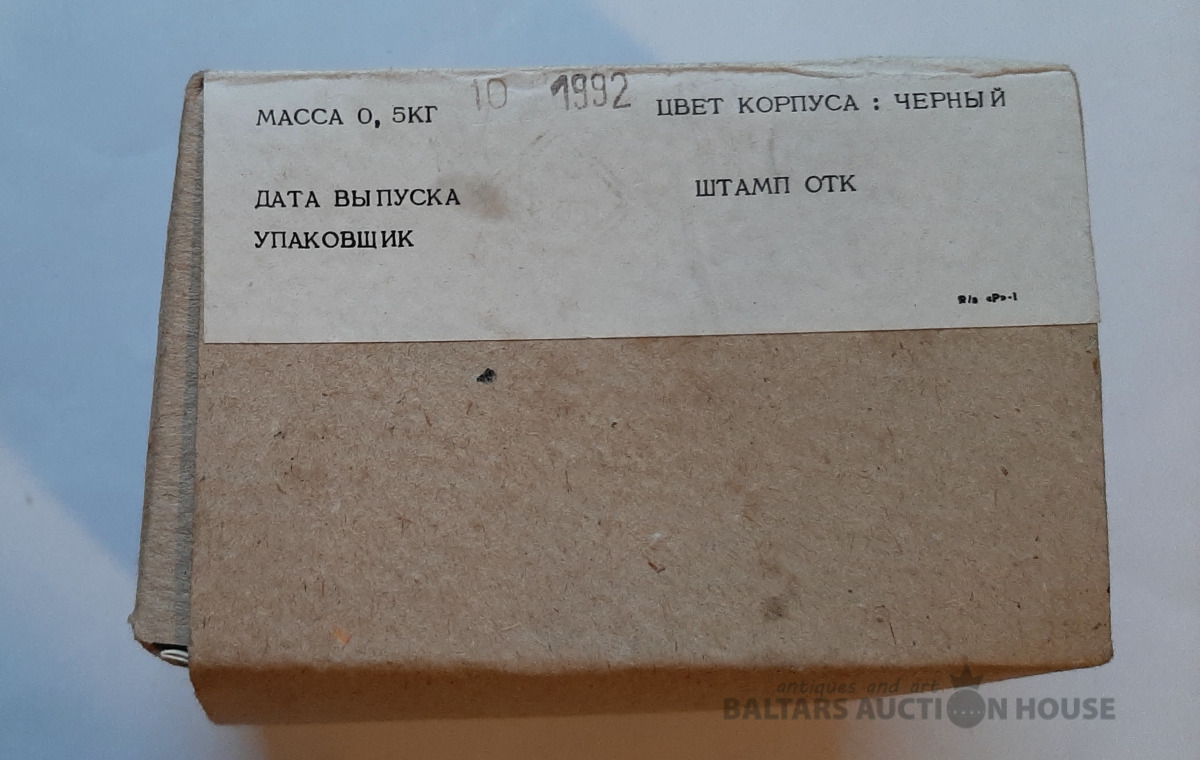 10 1992
МАССА 0, 5КГ
ЦВЕТ КОРПУСА : ЧЕРНЫЙ
ДАТА ВЫПУСКА
ШТАМП ОТК
УПАКОВЩИК
Я/а «Р»-1
antiques and art
BALTARS AUCTION HOUSE